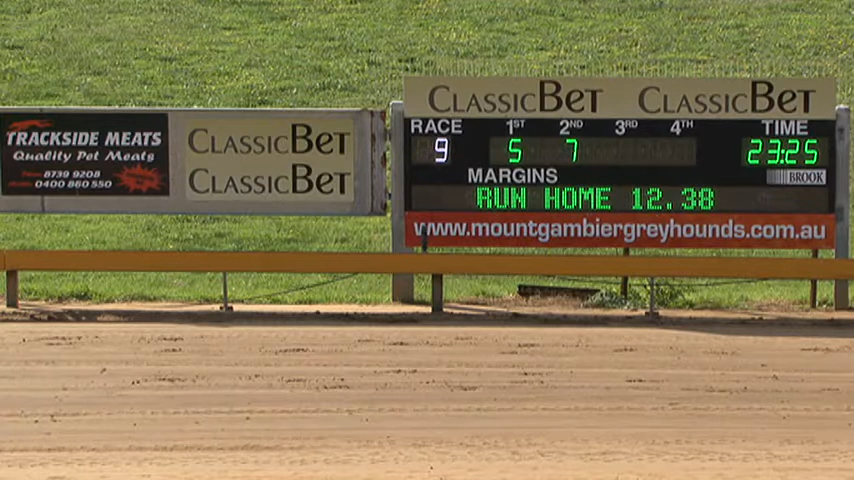 TRACKSIDE MEATS
Quality Pet Meats
8739 9208
0400 860 550
CLASSICBET
CLASSICBET
CLASSICBET CLASSICBET
RACE 1ST 2ND 3RD 4TH TIME
9 5 7 23:25
MARGINS BROOK
RUN HOME 12.38
www.mountgambiergreyhounds.com.au